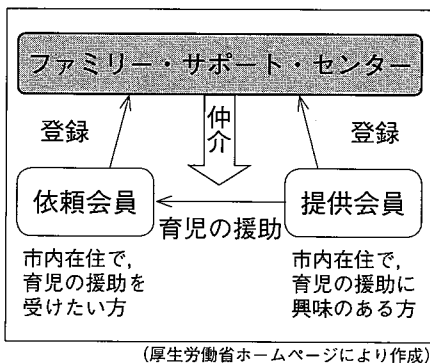 ファミリー・サポート・センター
登録
仲介
登録
依頼会員
提供会員
育児の援助
市内在住で，
育児の援助を
受けたい方
市内在住で，
育児の援助に
興味のある方
(厚生労働省ホームページにより作成)